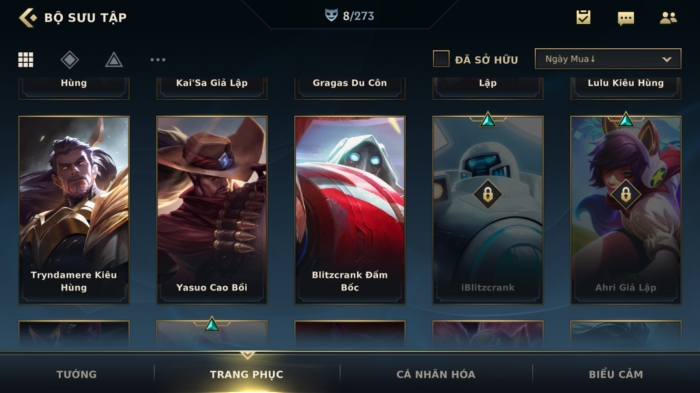 BỘ SƯU TẬP
8/273
ĐÃ SỞ HỮU
Ngày Mua↓
Hùng
Kai'Sa Giả Lập
Gragas Du Côn
Lập
Lulu Kiêu Hùng
Tryndamere Kiêu
Hùng
Yasuo Cao Bồi
Blitzcrank Đấm
Bốc
iBlitzcrank
Ahri Giả Lập
TƯỚNG
TRANG PHỤC
CÁ NHÂN HÓA
BIỂU CẢM